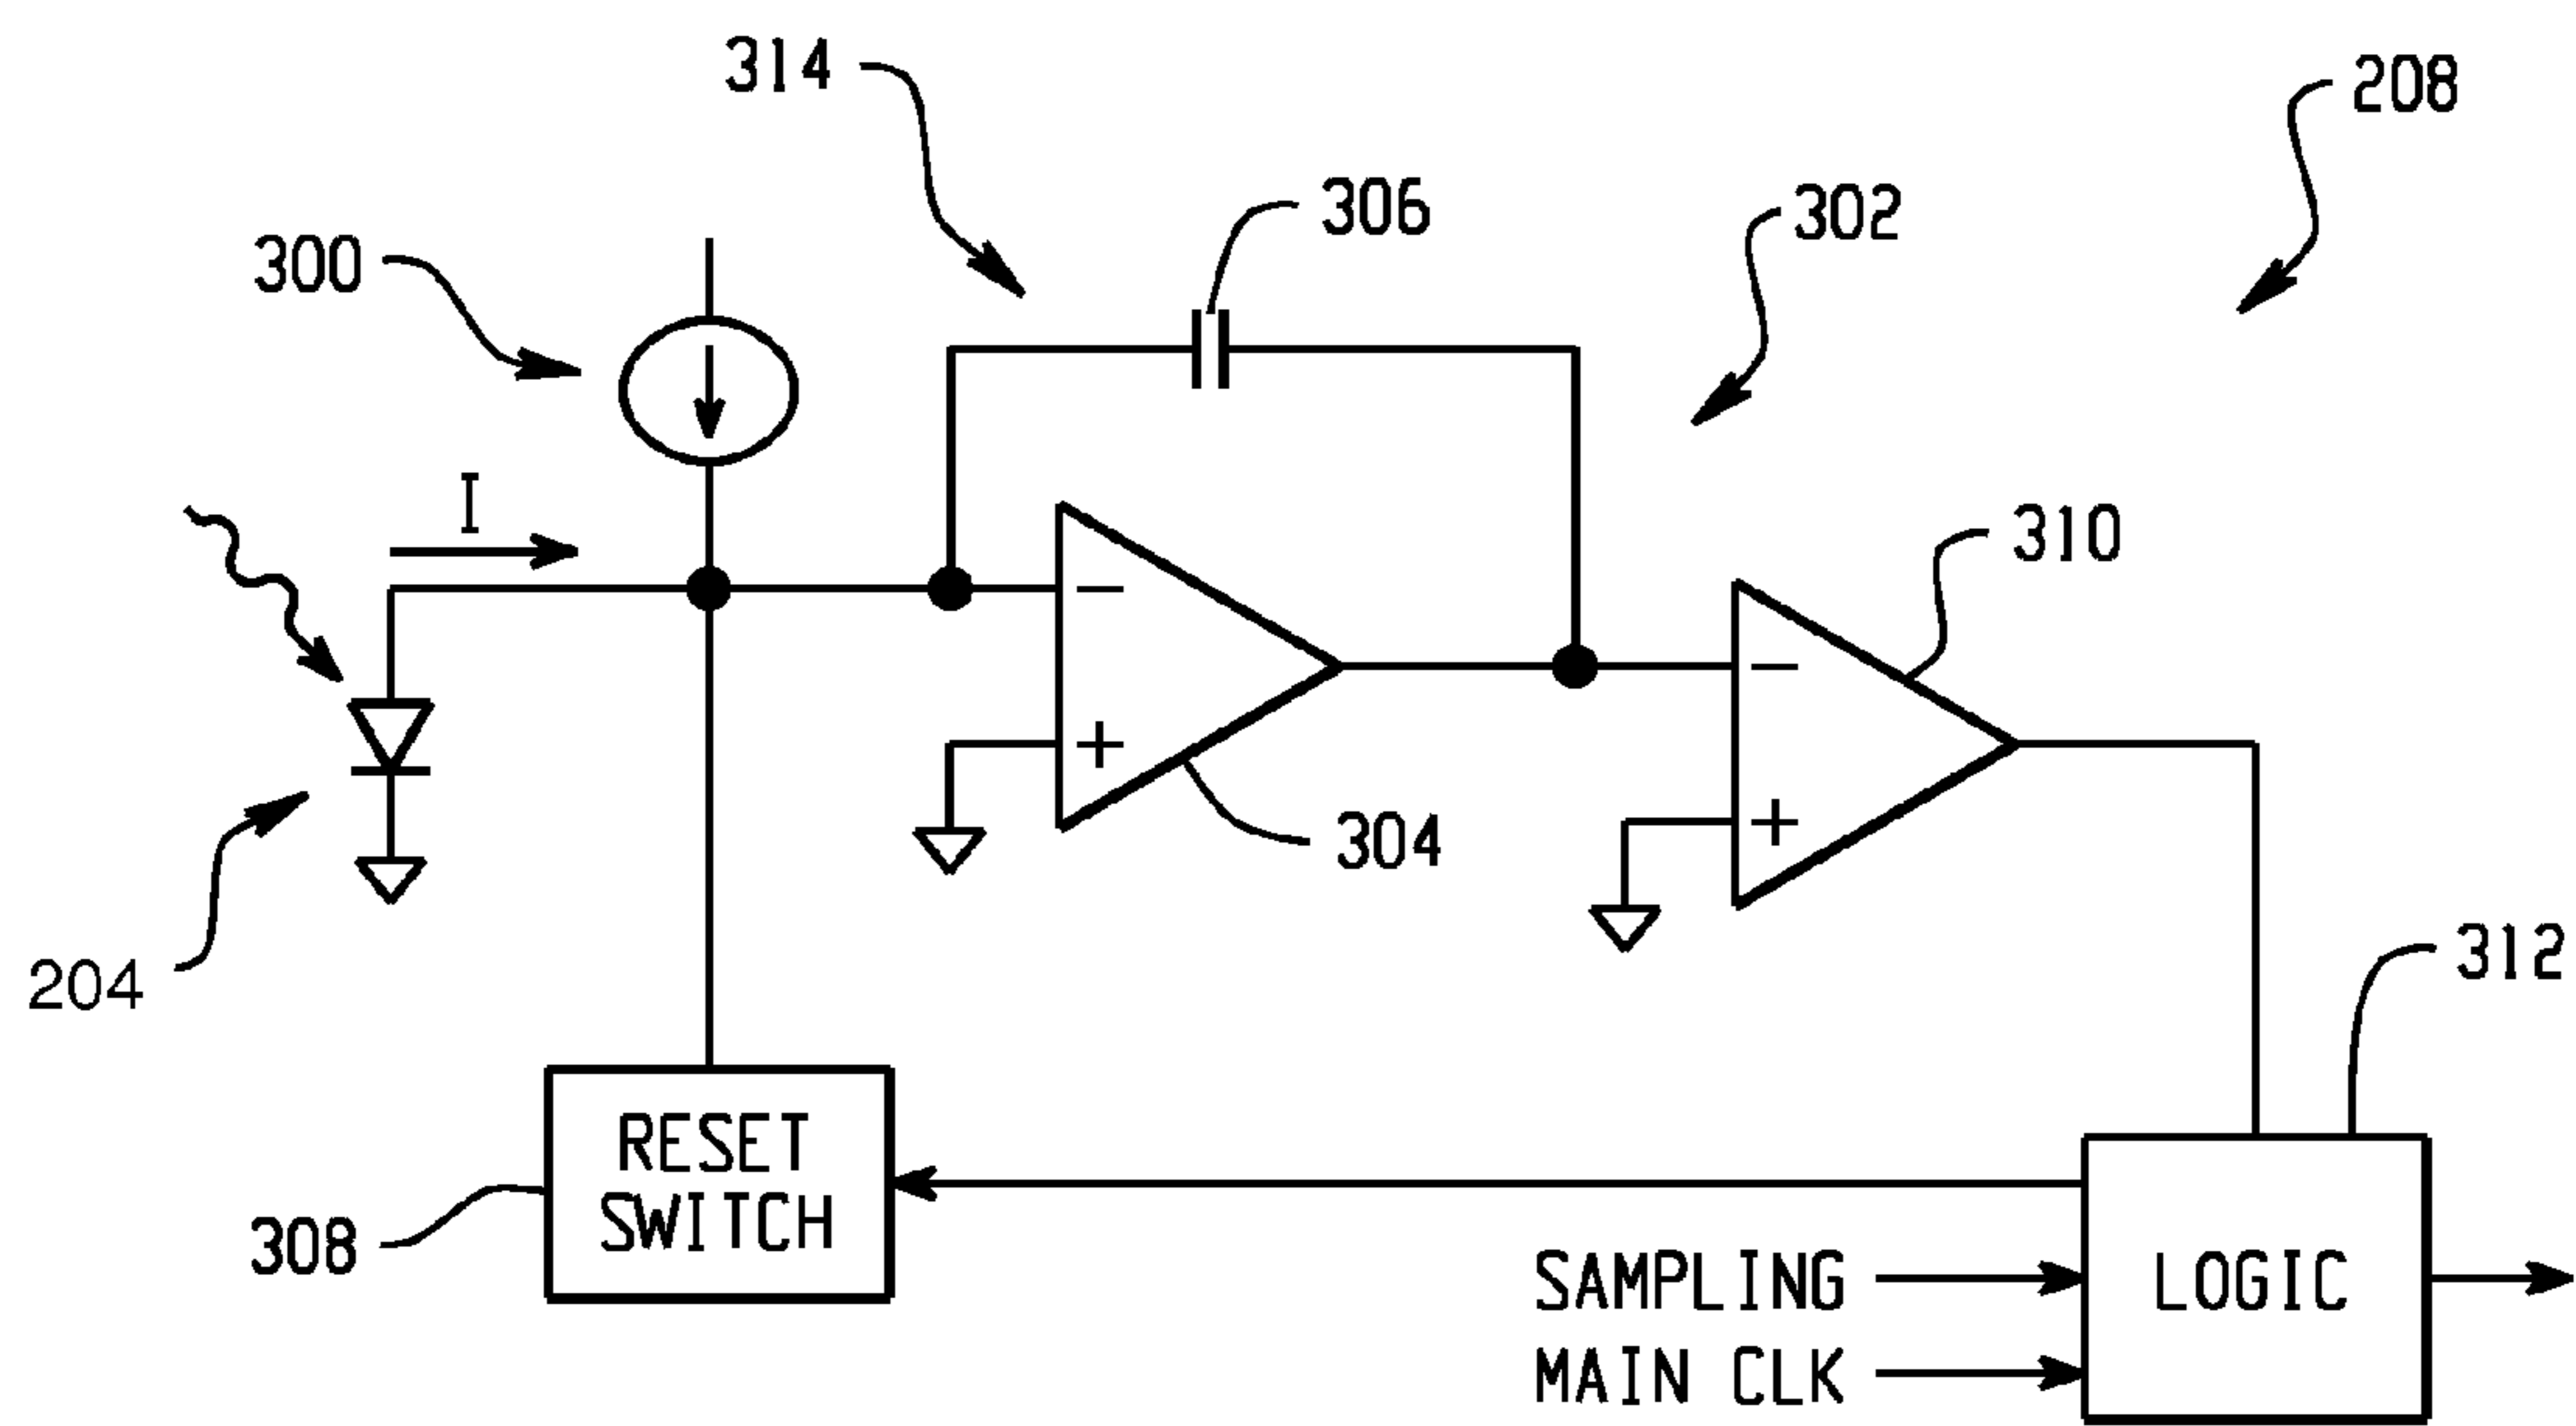 314
208
306
302
300
I
310
−
−
+
+
304
204
312
RESET
SWITCH
308
SAMPLING
LOGIC
MAIN CLK